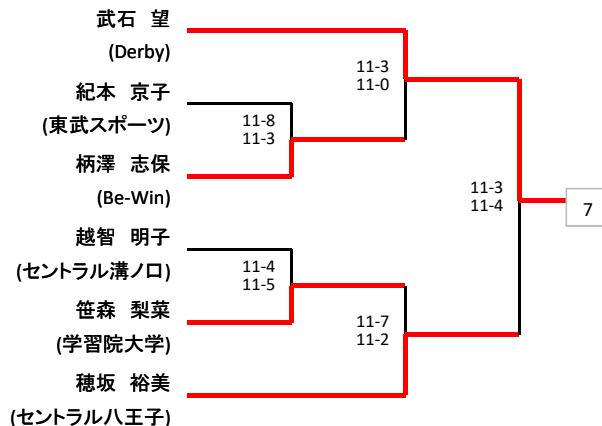 武石　望
(Derby)
紀本　京子
(東武スポーツ)
柄澤　志保
(Be-Win)
越智　明子
(セントラル溝ノ口)
笹森　梨菜
(学習院大学)
穂坂　裕美
(セントラル八王子)
11-8
11-3
11-4
11-5
11-3
11-0
11-7
11-2
11-3
11-4
7